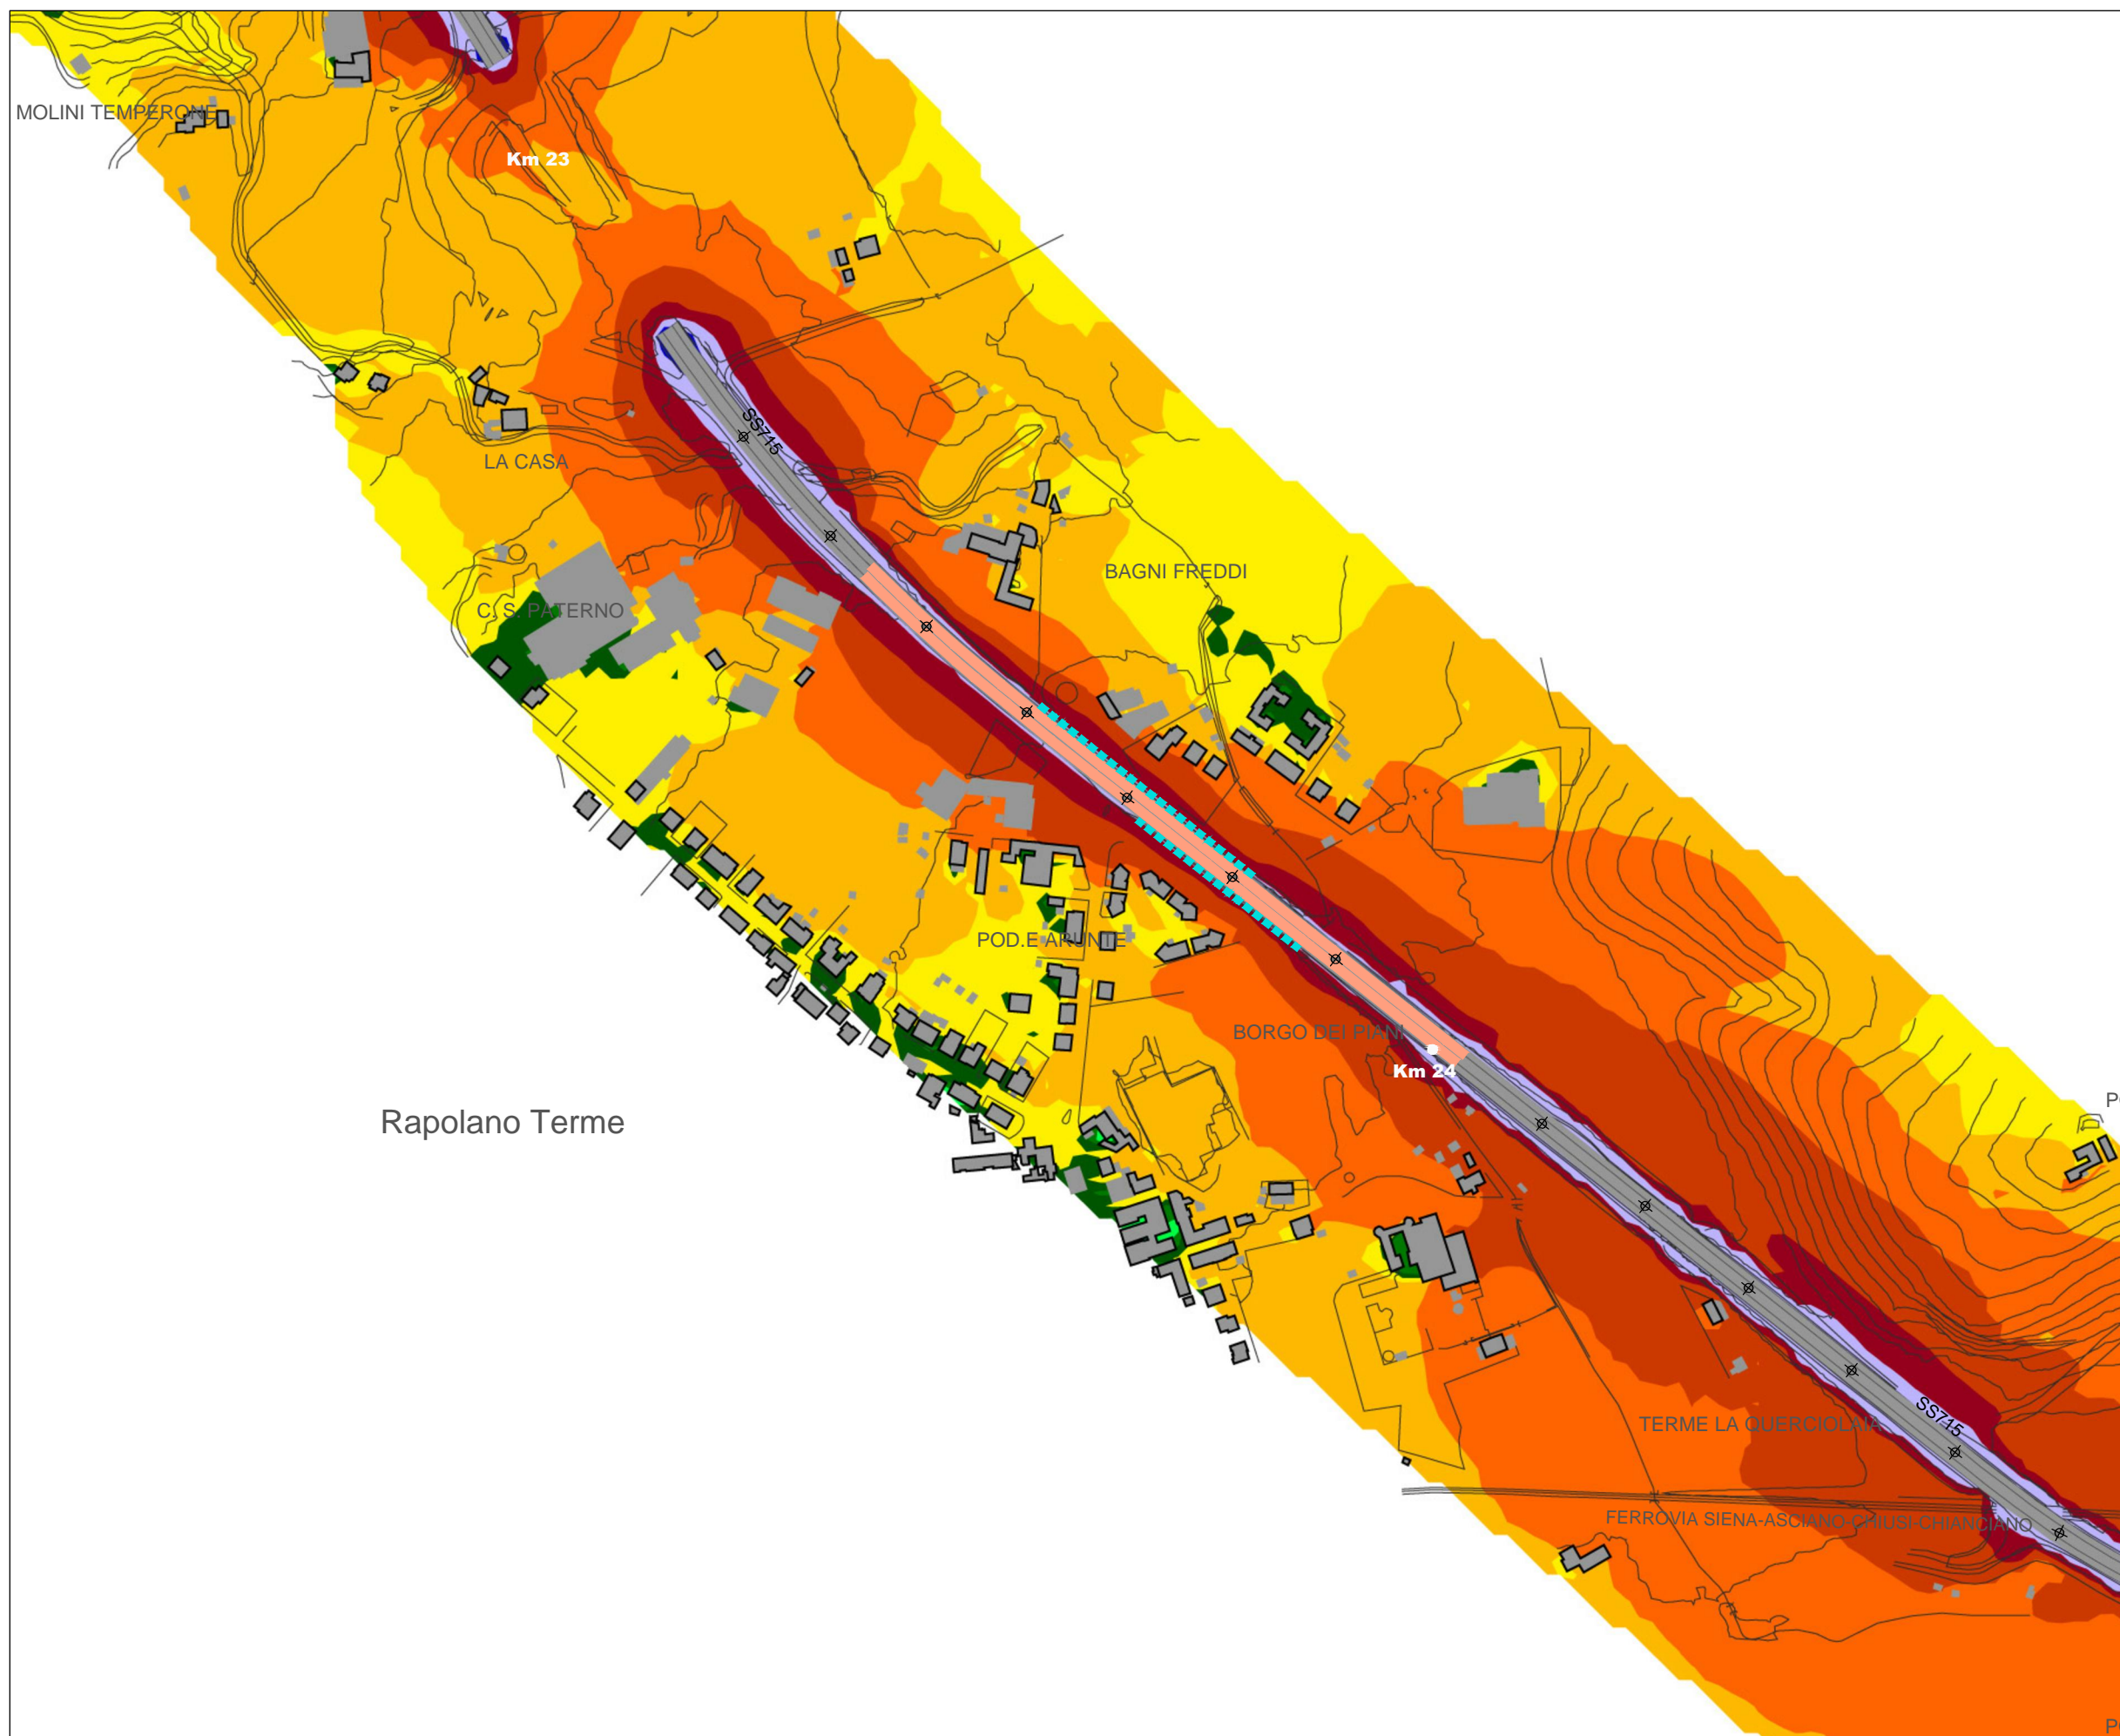 MOLINI TEMPERONE
Km 23
SS715
LA CASA
BAGNI FREDDI
C. S. PATERNO
POD.E ARUNTE
BORGO DEI PIANI
Km 24
Rapolano Terme
SS715
TERME LA QUERCIOLAIA
FERROVIA SIENA-ASCIANO-CHIUSI-CHIANCIANO